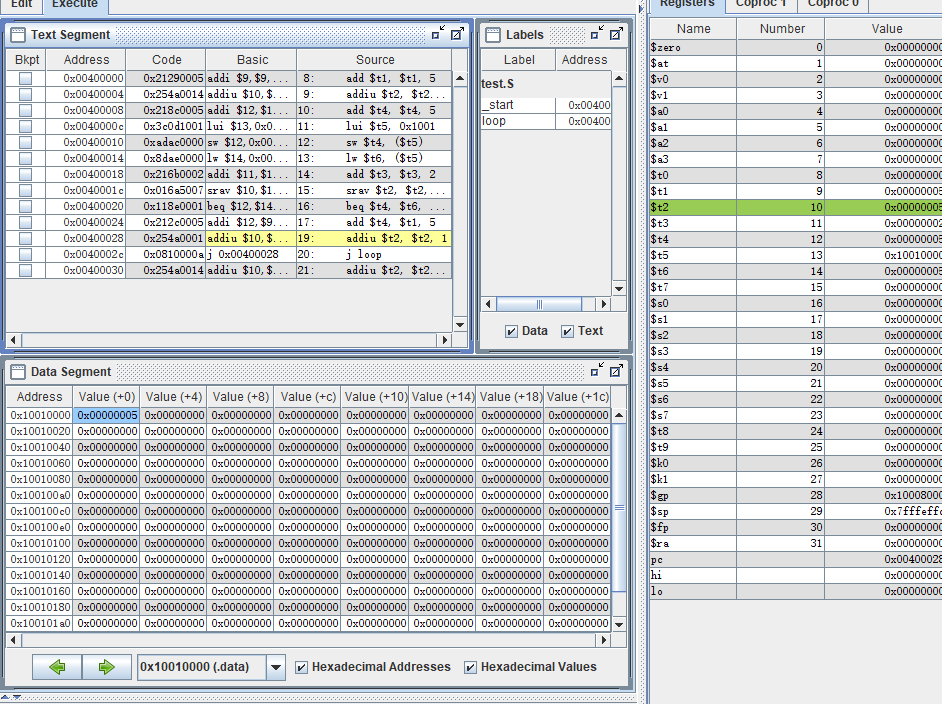 Edit Execute
Text Segment
Bkpt Address Code Basic Source
0x00400000 0x21290005 addi $9,$9,... 8: add $t1, $t1, 5
0x00400004 0x254a0014 addiu $10,$... 9: addiu $t2, $t2...
0x00400008 0x218c0005 addi $12,$1... 10: add $t4, $t4, 5
0x0040000c 0x3c0d1001 lui $13,0x0... 11: lui $t5, 0x1001
0x00400010 0xadac0000 sw $12,0x00... 12: sw $t4, ($t5)
0x00400014 0x8dae0000 lw $14,0x00... 13: lw $t6, ($t5)
0x00400018 0x216b0002 addi $11,$1... 14: add $t3, $t3, 2
0x0040001c 0x016a5007 srav $10,$1... 15: srav $t2, $t2,...
0x00400020 0x118e0001 beq $12,$14... 16: beq $t4, $t6, ...
0x00400024 0x212c0005 addi $12,$9... 17: add $t4, $t1, 5
0x00400028 0x254a0001 addiu $10,$... 19: addiu $t2, $t2, 1
0x0040002c 0x0810000a j 0x00400028 20: j loop
0x00400030 0x254a0014 addiu $10,$... 21: addiu $t2, $t2...
Labels
Label Address
test.S
_start 0x00400
loop 0x00400
Data Text
Data Segment
Address Value (+0) Value (+4) Value (+8) Value (+c) Value (+10) Value (+14) Value (+18) Value (+1c)
0x10010000 0x00000005 0x00000000 0x00000000 0x00000000 0x00000000 0x00000000 0x00000000 0x00000000
0x10010020 0x00000000 0x00000000 0x00000000 0x00000000 0x00000000 0x00000000 0x00000000 0x00000000
0x10010040 0x00000000 0x00000000 0x00000000 0x00000000 0x00000000 0x00000000 0x00000000 0x00000000
0x10010060 0x00000000 0x00000000 0x00000000 0x00000000 0x00000000 0x00000000 0x00000000 0x00000000
0x10010080 0x00000000 0x00000000 0x00000000 0x00000000 0x00000000 0x00000000 0x00000000 0x00000000
0x100100a0 0x00000000 0x00000000 0x00000000 0x00000000 0x00000000 0x00000000 0x00000000 0x00000000
0x100100c0 0x00000000 0x00000000 0x00000000 0x00000000 0x00000000 0x00000000 0x00000000 0x00000000
0x100100e0 0x00000000 0x00000000 0x00000000 0x00000000 0x00000000 0x00000000 0x00000000 0x00000000
0x10010100 0x00000000 0x00000000 0x00000000 0x00000000 0x00000000 0x00000000 0x00000000 0x00000000
0x10010120 0x00000000 0x00000000 0x00000000 0x00000000 0x00000000 0x00000000 0x00000000 0x00000000
0x10010140 0x00000000 0x00000000 0x00000000 0x00000000 0x00000000 0x00000000 0x00000000 0x00000000
0x10010160 0x00000000 0x00000000 0x00000000 0x00000000 0x00000000 0x00000000 0x00000000 0x00000000
0x10010180 0x00000000 0x00000000 0x00000000 0x00000000 0x00000000 0x00000000 0x00000000 0x00000000
0x100101a0 0x00000000 0x00000000 0x00000000 0x00000000 0x00000000 0x00000000 0x00000000 0x00000000
0x10010000 (.data) Hexadecimal Addresses Hexadecimal Values
Registers Coproc 1 Coproc 0
Name Number Value
$zero 0 0x00000000
$at 1 0x00000000
$v0 2 0x00000000
$v1 3 0x00000000
$a0 4 0x00000000
$a1 5 0x00000000
$a2 6 0x00000000
$a3 7 0x00000000
$t0 8 0x00000000
$t1 9 0x00000005
$t2 10 0x00000005
$t3 11 0x00000002
$t4 12 0x00000005
$t5 13 0x10010000
$t6 14 0x00000005
$t7 15 0x00000000
$s0 16 0x00000000
$s1 17 0x00000000
$s2 18 0x00000000
$s3 19 0x00000000
$s4 20 0x00000000
$s5 21 0x00000000
$s6 22 0x00000000
$s7 23 0x00000000
$t8 24 0x00000000
$t9 25 0x00000000
$k0 26 0x00000000
$k1 27 0x00000000
$gp 28 0x10008000
$sp 29 0x7fffeffc
$fp 30 0x00000000
$ra 31 0x00000000
pc 0x00400028
hi 0x00000000
lo 0x00000000